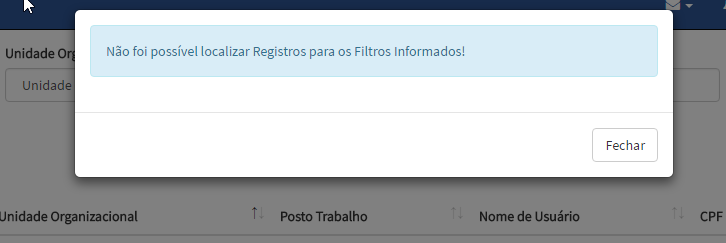 Não foi possível localizar Registros para os Filtros Informados!
Unidade Org
Unidade
Fechar
Unidade Organizacional
Posto Trabalho
Nome de Usuário
CPF